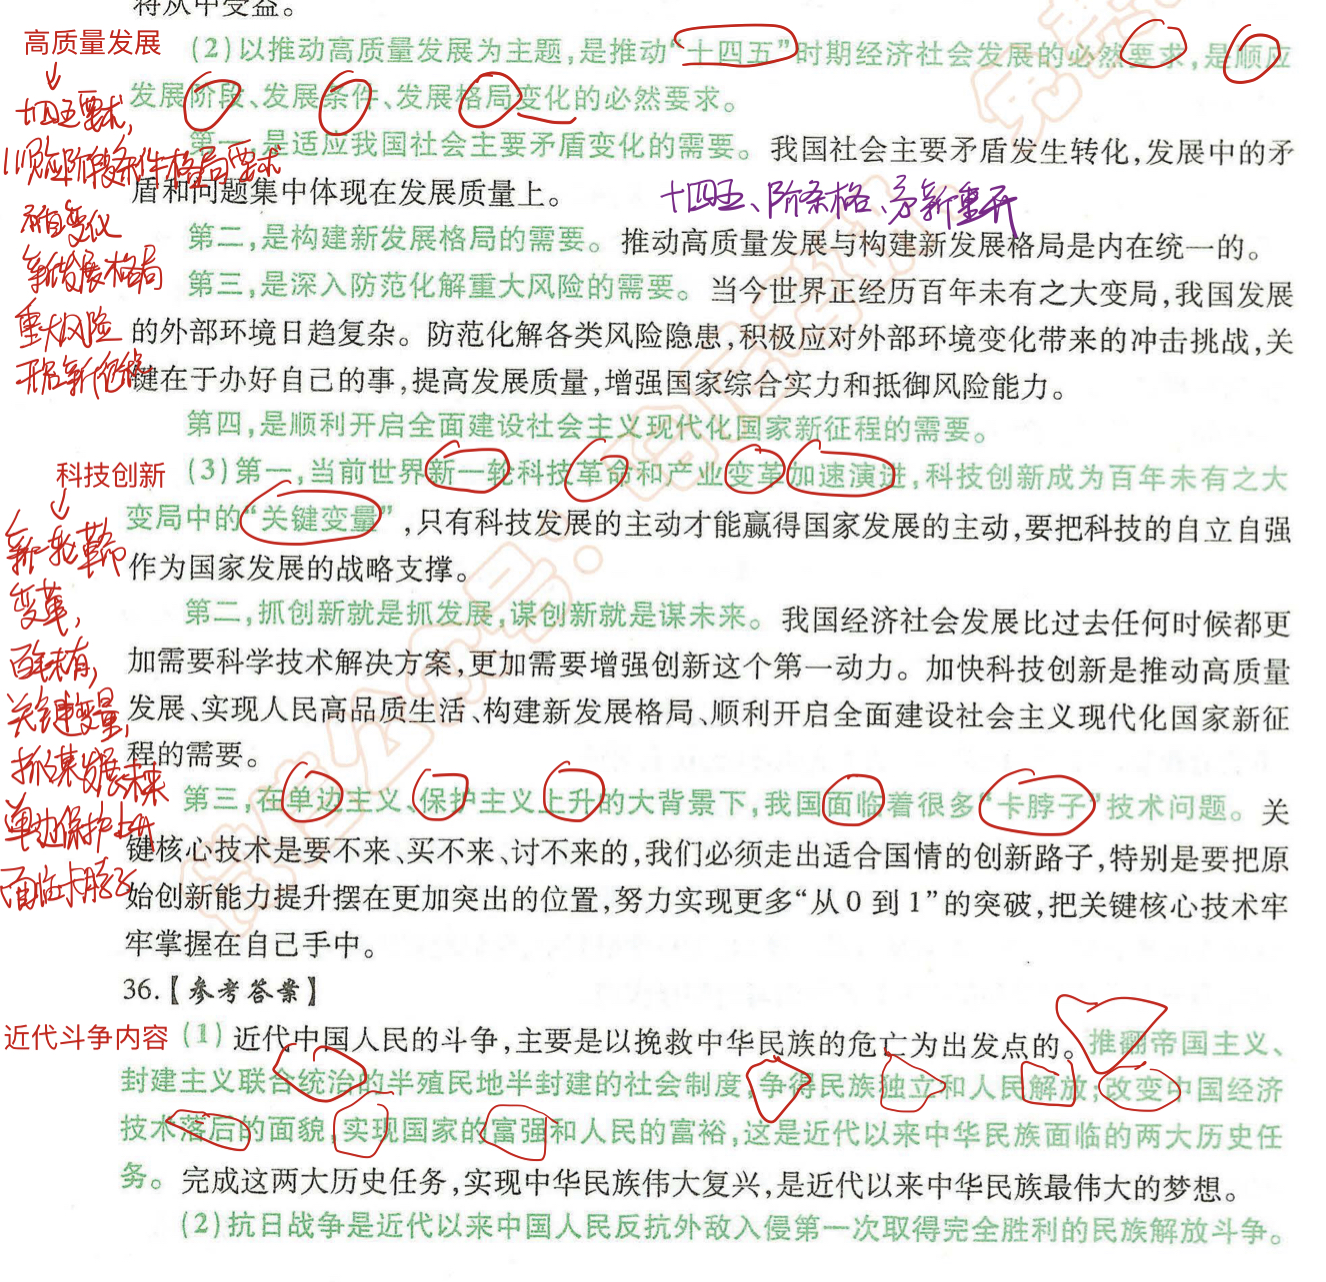 将从中受益。
高质量发展
(2)以推动高质量发展为主题,是推动“十四五”时期经济社会发展的必然要求,是顺应
发展阶段、发展条件、发展格局变化的必然要求。
十四五要求,
顺应阶段条件格局要求
矛盾变化
新发展格局
重大风险
开启新征程
第一,是适应我国社会主要矛盾变化的需要。我国社会主要矛盾发生转化,发展中的矛
盾和问题集中体现在发展质量上。
十四五、阶条格、矛新重开
第二,是构建新发展格局的需要。推动高质量发展与构建新发展格局是内在统一的。
第三,是深入防范化解重大风险的需要。当今世界正经历百年未有之大变局,我国发展
的外部环境日趋复杂。防范化解各类风险隐患,积极应对外部环境变化带来的冲击挑战,关
键在于办好自己的事,提高发展质量,增强国家综合实力和抵御风险能力。
第四,是顺利开启全面建设社会主义现代化国家新征程的需要。
科技创新
(3)第一,当前世界新一轮科技革命和产业变革加速演进,科技创新成为百年未有之大
变局中的“关键变量”,只有科技发展的主动才能赢得国家发展的主动,要把科技的自立自强
作为国家发展的战略支撑。
新一轮革命
变革,
百年未有,
关键变量,
抓谋发展未来
单边保护上升
面临卡脖子
第二,抓创新就是抓发展,谋创新就是谋未来。我国经济社会发展比过去任何时候都更
加需要科学技术解决方案,更加需要增强创新这个第一动力。加快科技创新是推动高质量
发展、实现人民高品质生活、构建新发展格局、顺利开启全面建设社会主义现代化国家新征
程的需要。
第三,在单边主义、保护主义上升的大背景下,我国面临着很多“卡脖子”技术问题。关
键核心技术是要不来、买不来、讨不来的,我们必须走出适合国情的创新路子,特别是要把原
始创新能力提升摆在更加突出的位置,努力实现更多“从0到1”的突破,把关键核心技术牢
牢掌握在自己手中。
36.【参考答案】
近代斗争内容
(1)近代中国人民的斗争,主要是以挽救中华民族的危亡为出发点的。推翻帝国主义、
封建主义联合统治的半殖民地半封建的社会制度,争得民族独立和人民解放;改变中国经济
技术落后的面貌,实现国家的富强和人民的富裕,这是近代以来中华民族面临的两大历史任
务。完成这两大历史任务,实现中华民族伟大复兴,是近代以来中华民族最伟大的梦想。
(2)抗日战争是近代以来中国人民反抗外敌入侵第一次取得完全胜利的民族解放斗争。